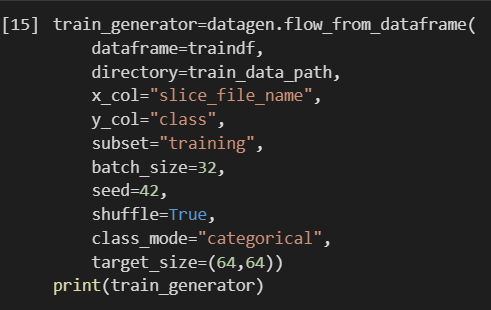 [15] train_generator=datagen.flow_from_dataframe(
    dataframe=traindf,
    directory=train_data_path,
    x_col="slice_file_name",
    y_col="class",
    subset="training",
    batch_size=32,
    seed=42,
    shuffle=True,
    class_mode="categorical",
    target_size=(64,64))
print(train_generator)